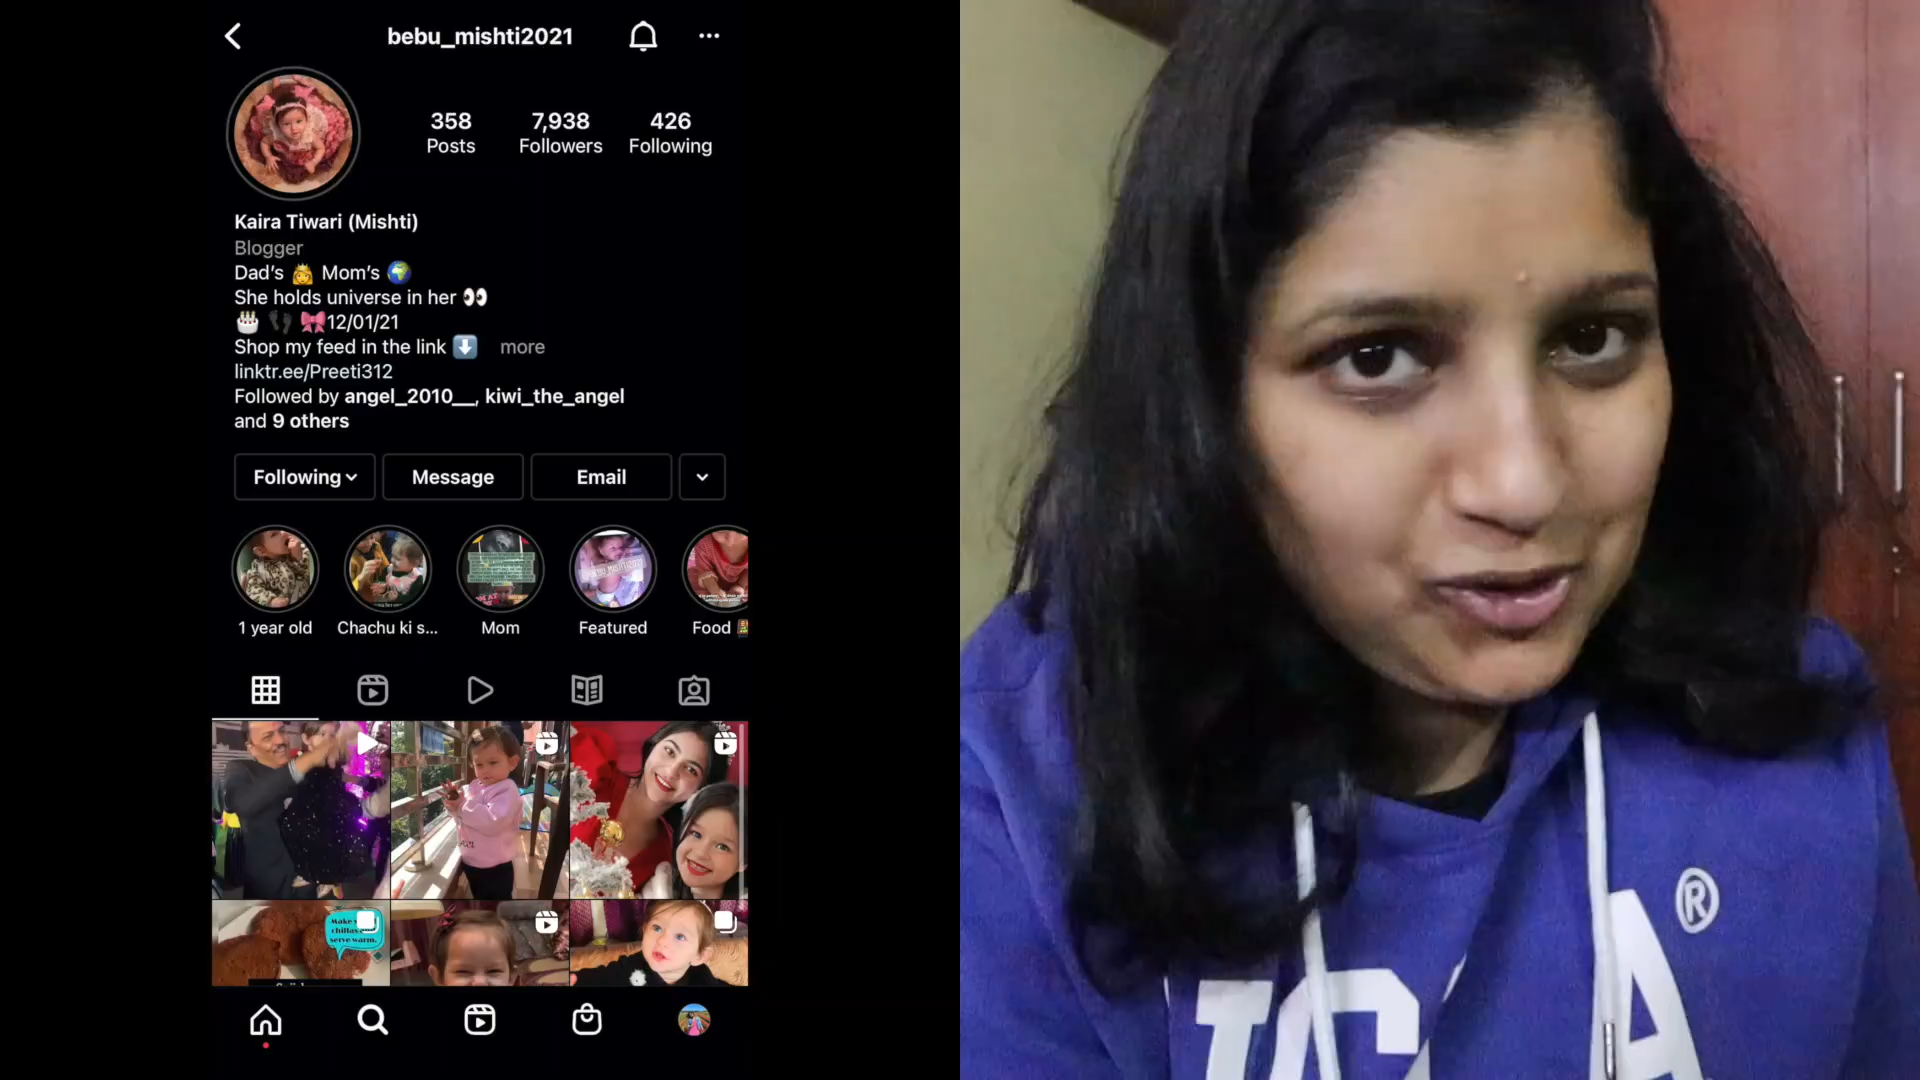 bebu_mishti2021
358
Posts
7,938
Followers
426
Following
Kaira Tiwari (Mishti)
Blogger
Dad's 👸 Mom's 🌍
She holds universe in her 👀
🎂 👣 🎀12/01/21
Shop my feed in the link ⬇️ more
linktr.ee/Preeti312
Followed by angel_2010__, kiwi_the_angel
and 9 others
Following
Message
Email
1 year old
Chachu ki s...
Mom
Featured
Food
serve warm.
®